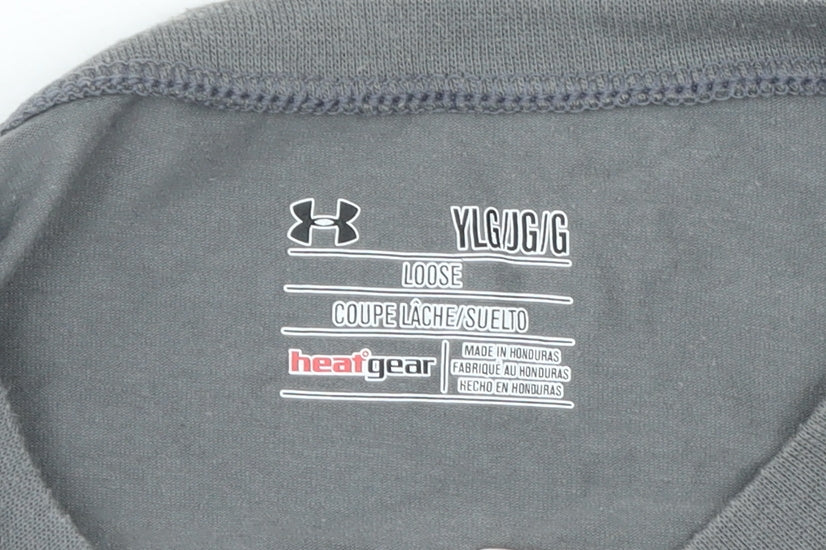 YLG/JG/G
LOOSE
COUPE LÂCHE/SUELTO
heatgear
MADE IN HONDURAS
FABRIQUÉ AU HONDURAS
HECHO EN HONDURAS